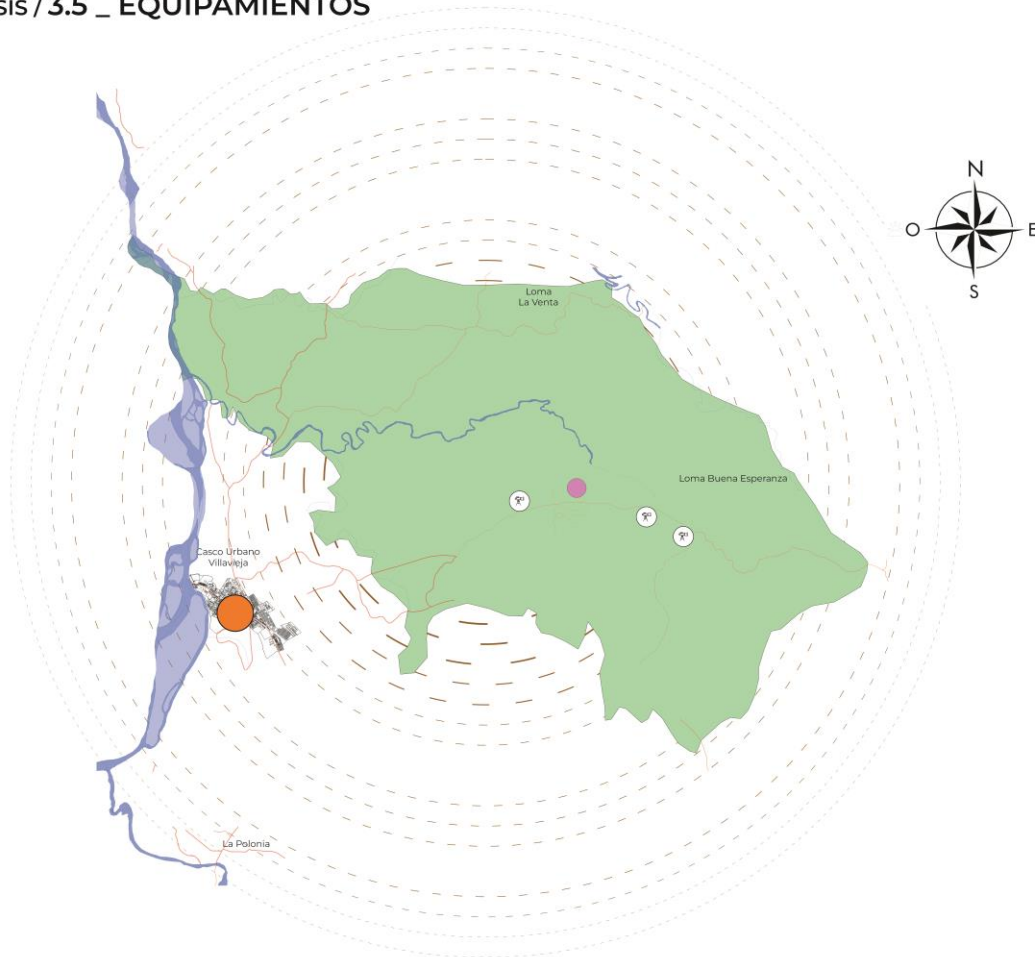 sis / 3.5 _ EQUIPAMIENTOS
N
O
E
S
Loma
La Venta
Loma Buena Esperanza
Casco Urbano
Villavieja
La Polonia